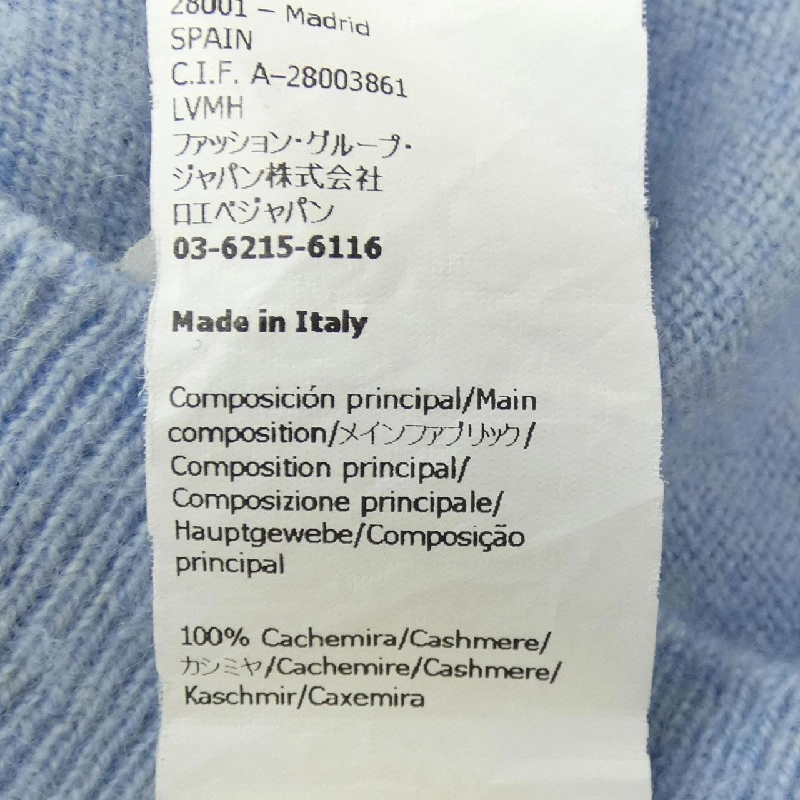 28001 – Madrid
SPAIN
C.I.F. A–28003861
LVMH
ファッション・グループ・
ジャパン株式会社
ロエベジャパン
03-6215-6116
Made in Italy
Composición principal/Main
composition/メインファブリック/
Composition principal/
Composizione principale/
Hauptgewebe/Composição
principal
100% Cachemira/Cashmere/
カシミヤ/Cachemire/Cashmere/
Kaschmir/Caxemira